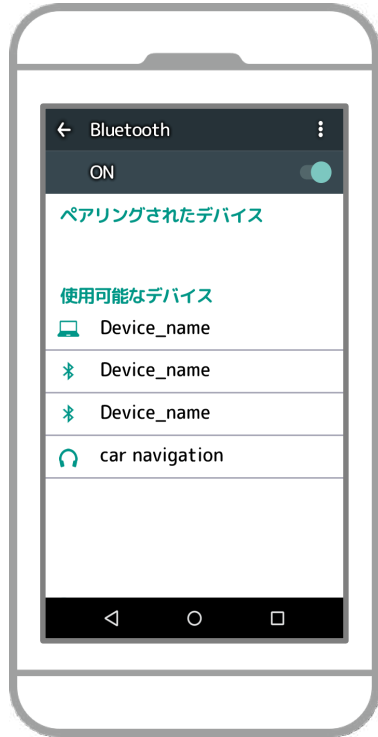 Bluetooth
ON
ペアリングされたデバイス
使用可能なデバイス
Device_name
Device_name
Device_name
car navigation